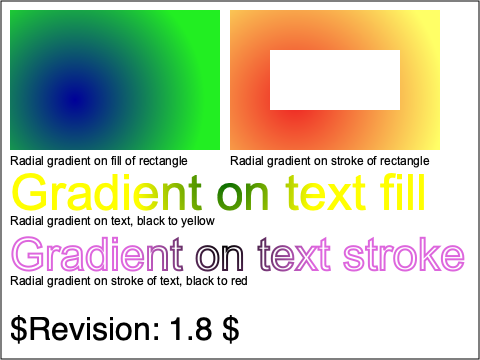 Radial gradient on fill of rectangle
Radial gradient on stroke of rectangle
Gradient on text fill
Radial gradient on text, black to yellow
Gradient on text stroke
Radial gradient on stroke of text, black to red
$Revision: 1.8 $